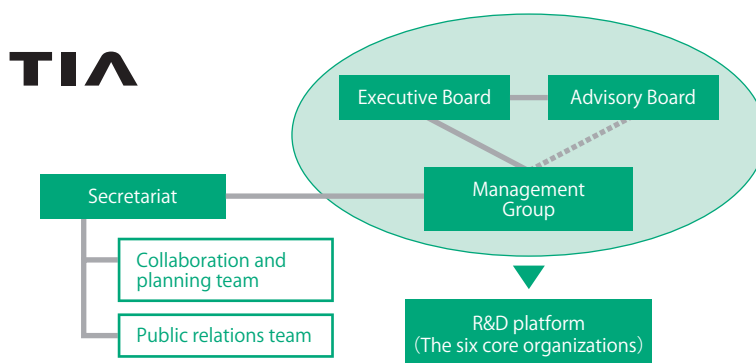 TIA
Executive Board
Advisory Board
Secretariat
Management
Group
Collaboration and
planning team
Public relations team
R&D platform
(The six core organizations)